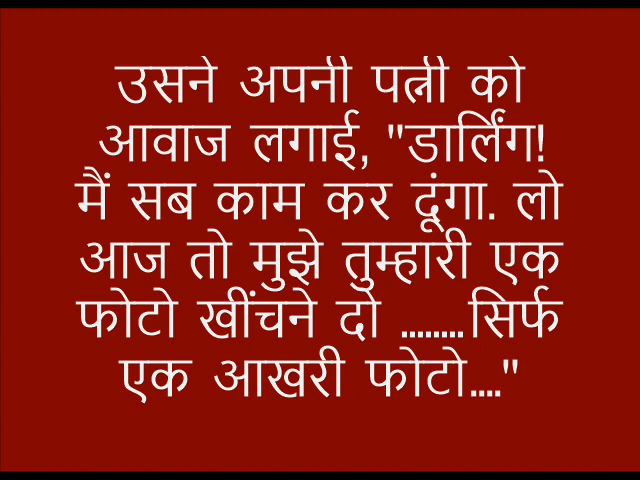 उसने अपनी पत्नी को
आवाज लगाई, "डार्लिंग!
मैं सब काम कर दूंगा. लो
आज तो मुझे तुम्हारी एक
फोटो खींचने दो ........सिर्फ
एक आखरी फोटो...."